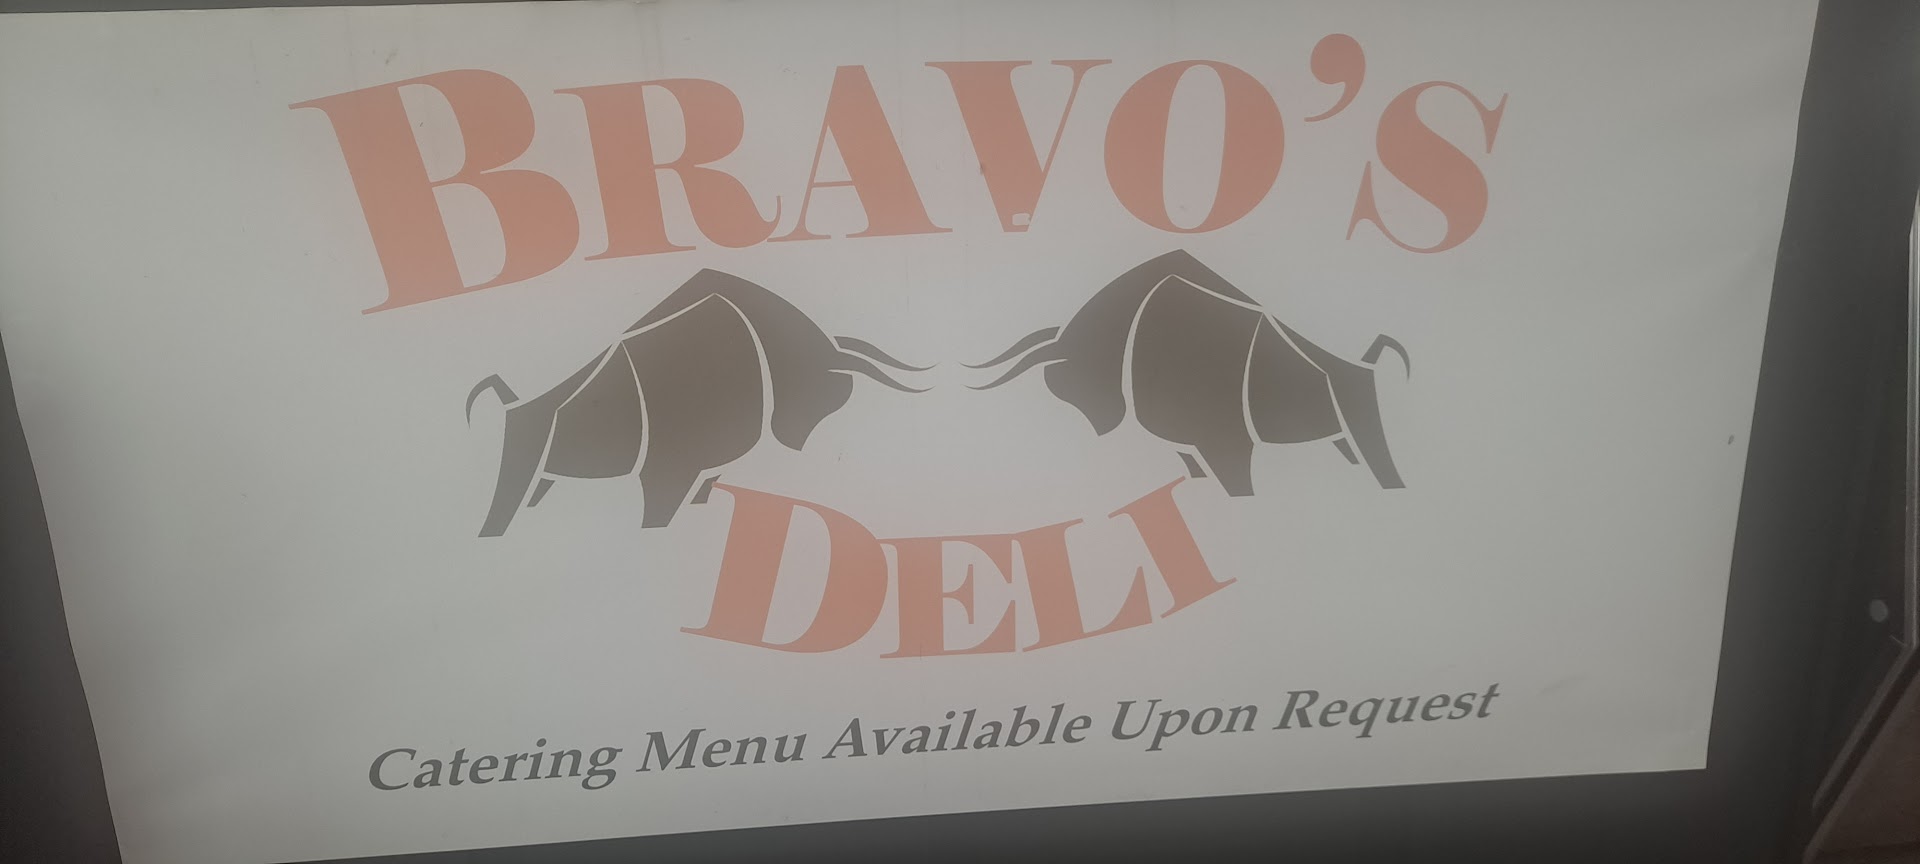 BRAVO'S
DELI
Catering Menu Available Upon Request